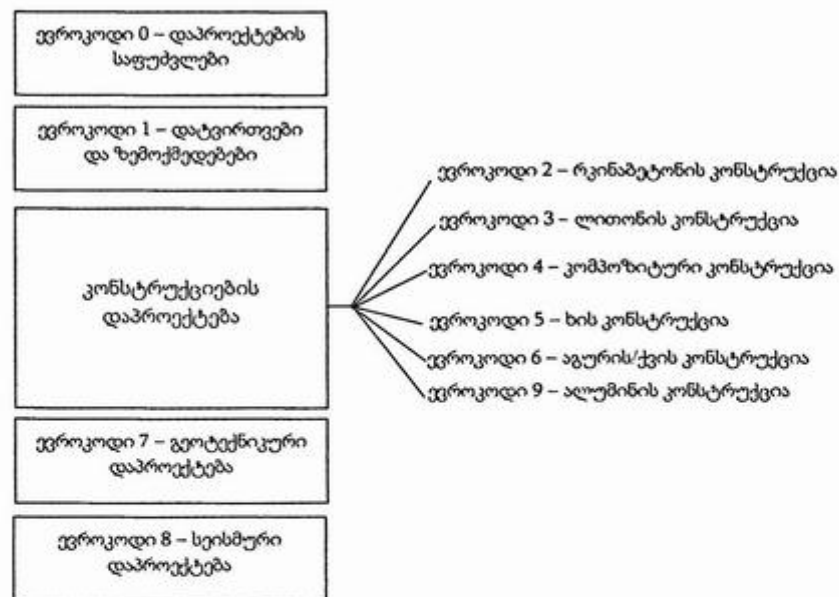 ევროკოდი 0 – დაპროექტების
საფუძვლები
ევროკოდი 1 – დატვირთვები
და ზემოქმედებები
კონსტრუქციების
დაპროექტება
ევროკოდი 2 – რკინაბეტონის კონსტრუქცია
ევროკოდი 3 – ლითონის კონსტრუქცია
ევროკოდი 4 – კომპოზიტური კონსტრუქცია
ევროკოდი 5 – ხის კონსტრუქცია
ევროკოდი 6 – აგურის/ქვის კონსტრუქცია
ევროკოდი 9 – ალუმინის კონსტრუქცია
ევროკოდი 7 – გეოტექნიკური
დაპროექტება
ევროკოდი 8 – სეისმური
დაპროექტება